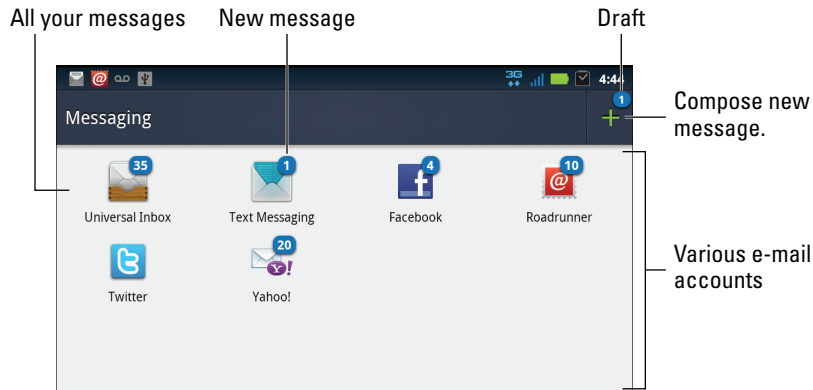 All your messages
New message
Draft
3G
4:44
1
Messaging
Compose new
message.
35
1
4
10
Universal Inbox
Text Messaging
Facebook
Roadrunner
20
Twitter
Yahoo!
Various e-mail
accounts